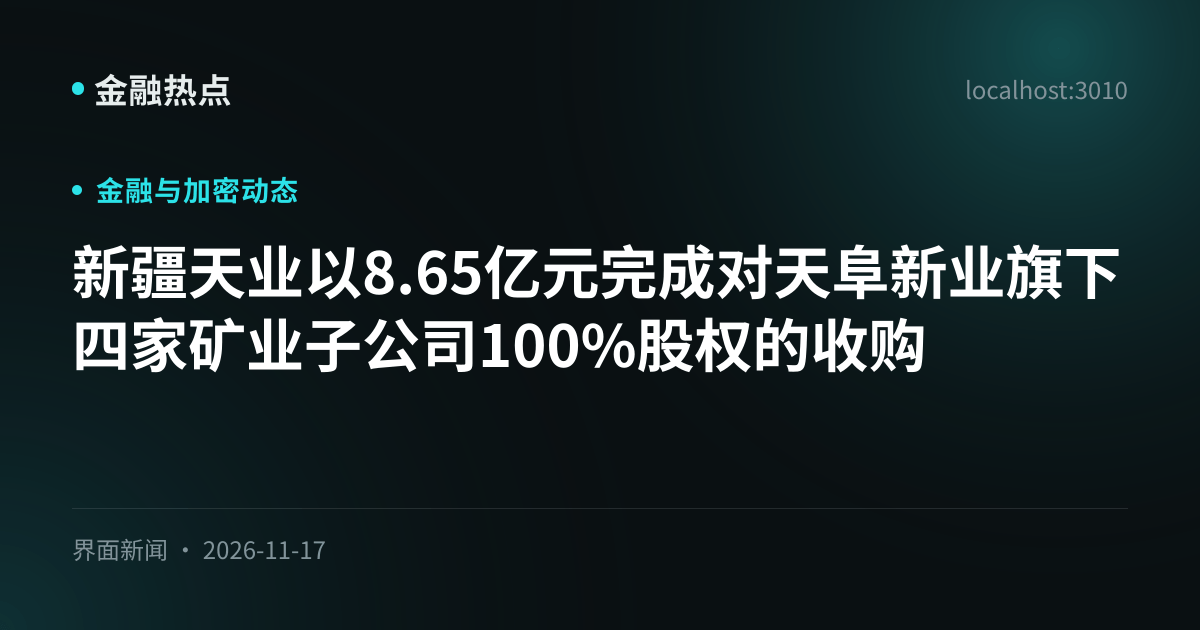 金融热点
localhost:3010
金融与加密动态
新疆天业以8.65亿元完成对天阜新业旗下
四家矿业子公司100%股权的收购
界面新闻 · 2026-11-17